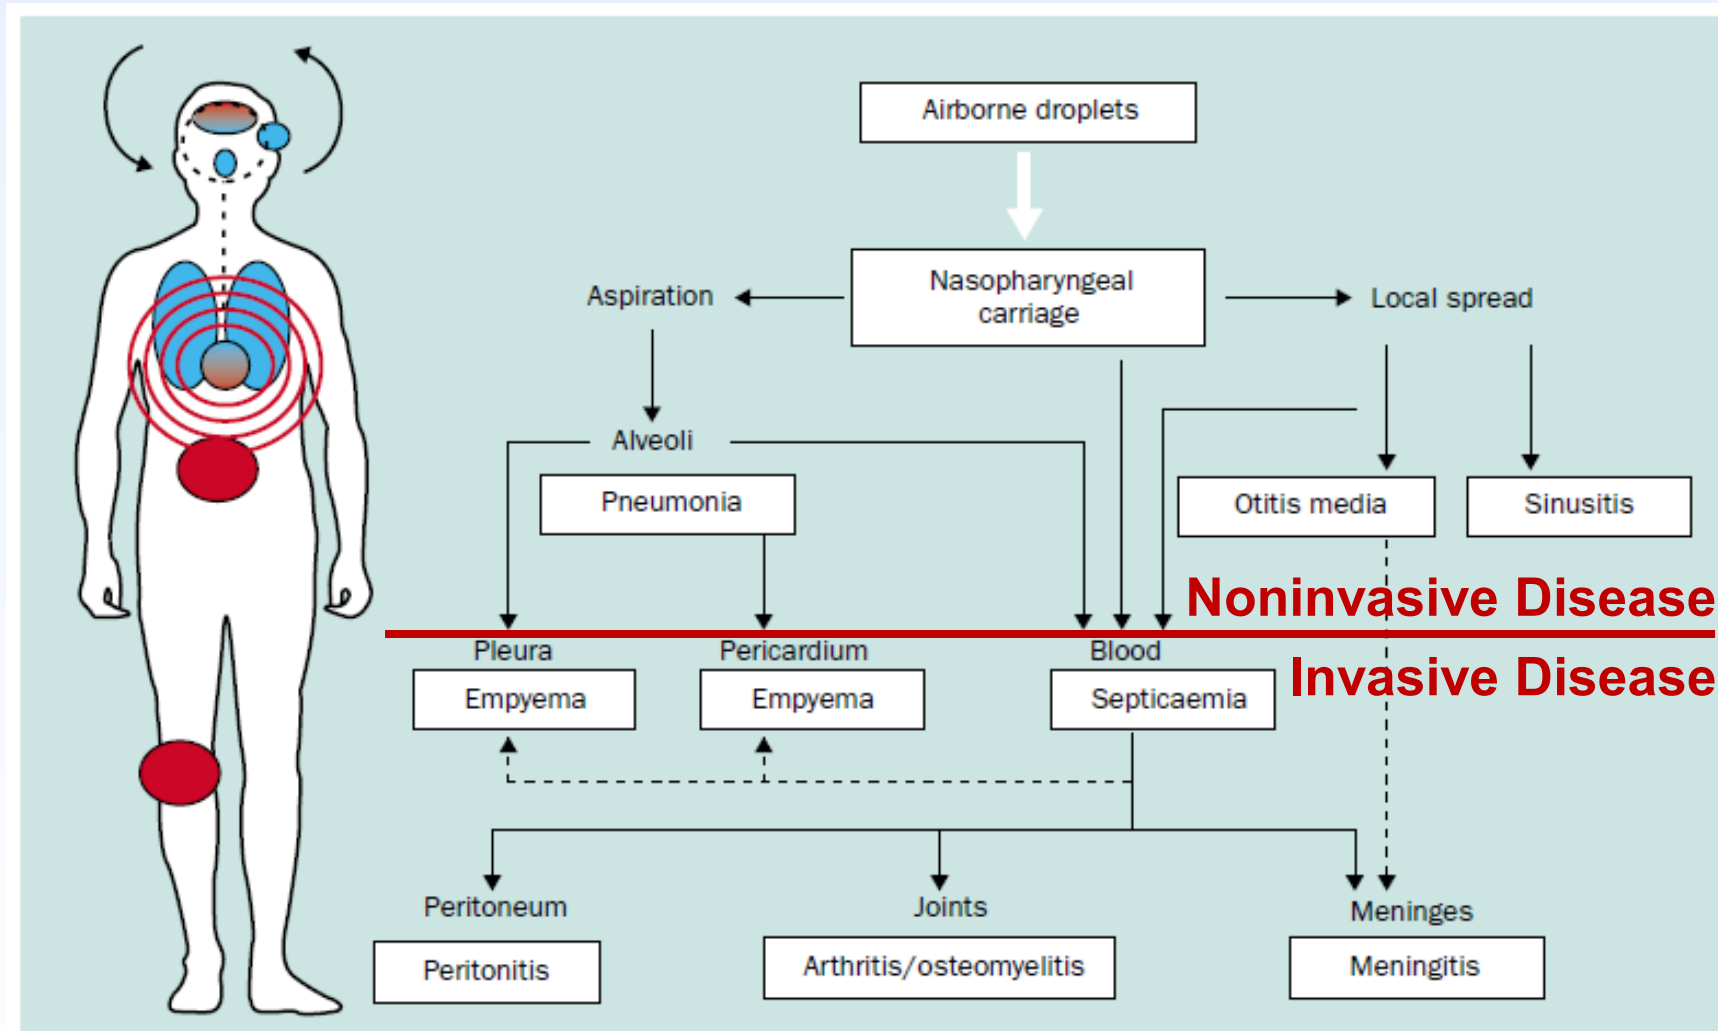 Airborne droplets
Nasopharyngeal
carriage
Aspiration
Local spread
Alveoli
Pneumonia
Otitis media
Sinusitis
Noninvasive Disease
Pleura
Pericardium
Blood
Invasive Disease
Empyema
Empyema
Septicaemia
Peritoneum
Joints
Meninges
Peritonitis
Arthritis/osteomyelitis
Meningitis